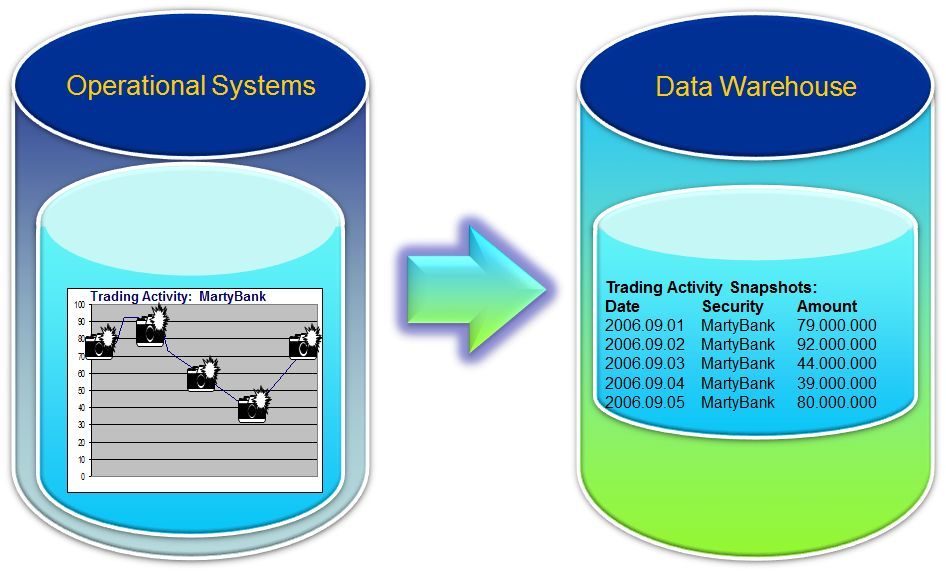 Operational Systems
Data Warehouse
Trading Activity: MartyBank
100
90
80
70
60
50
40
30
20
10
0
Trading Activity Snapshots:
Date Security Amount
2006.09.01 MartyBank 79.000.000
2006.09.02 MartyBank 92.000.000
2006.09.03 MartyBank 44.000.000
2006.09.04 MartyBank 39.000.000
2006.09.05 MartyBank 80.000.000